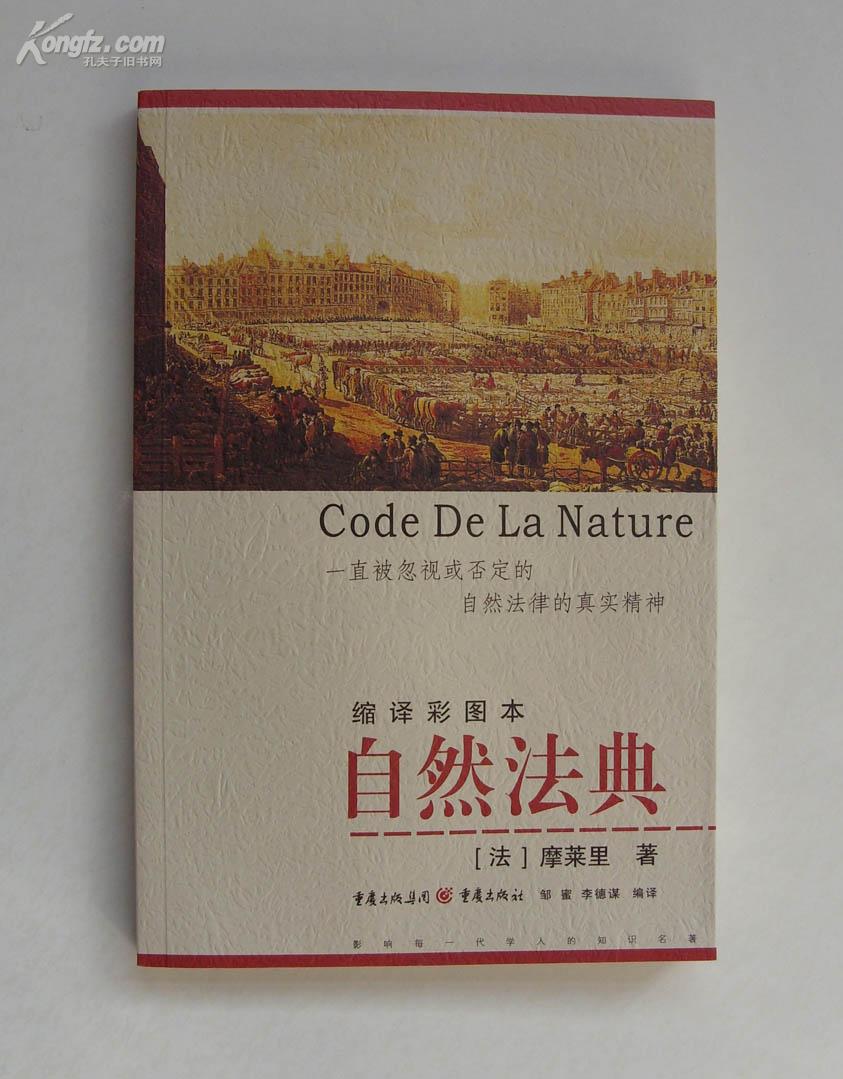 Kongfz.com
孔夫子旧书网
Code De La Nature
一直被忽视或否定的
自然法律的真实精神
缩译彩图本
自然法典
[法] 摩莱里 著
重庆出版集团 重庆出版社 邹蜜 李德谋 编译
影响每一代学人的知识名著